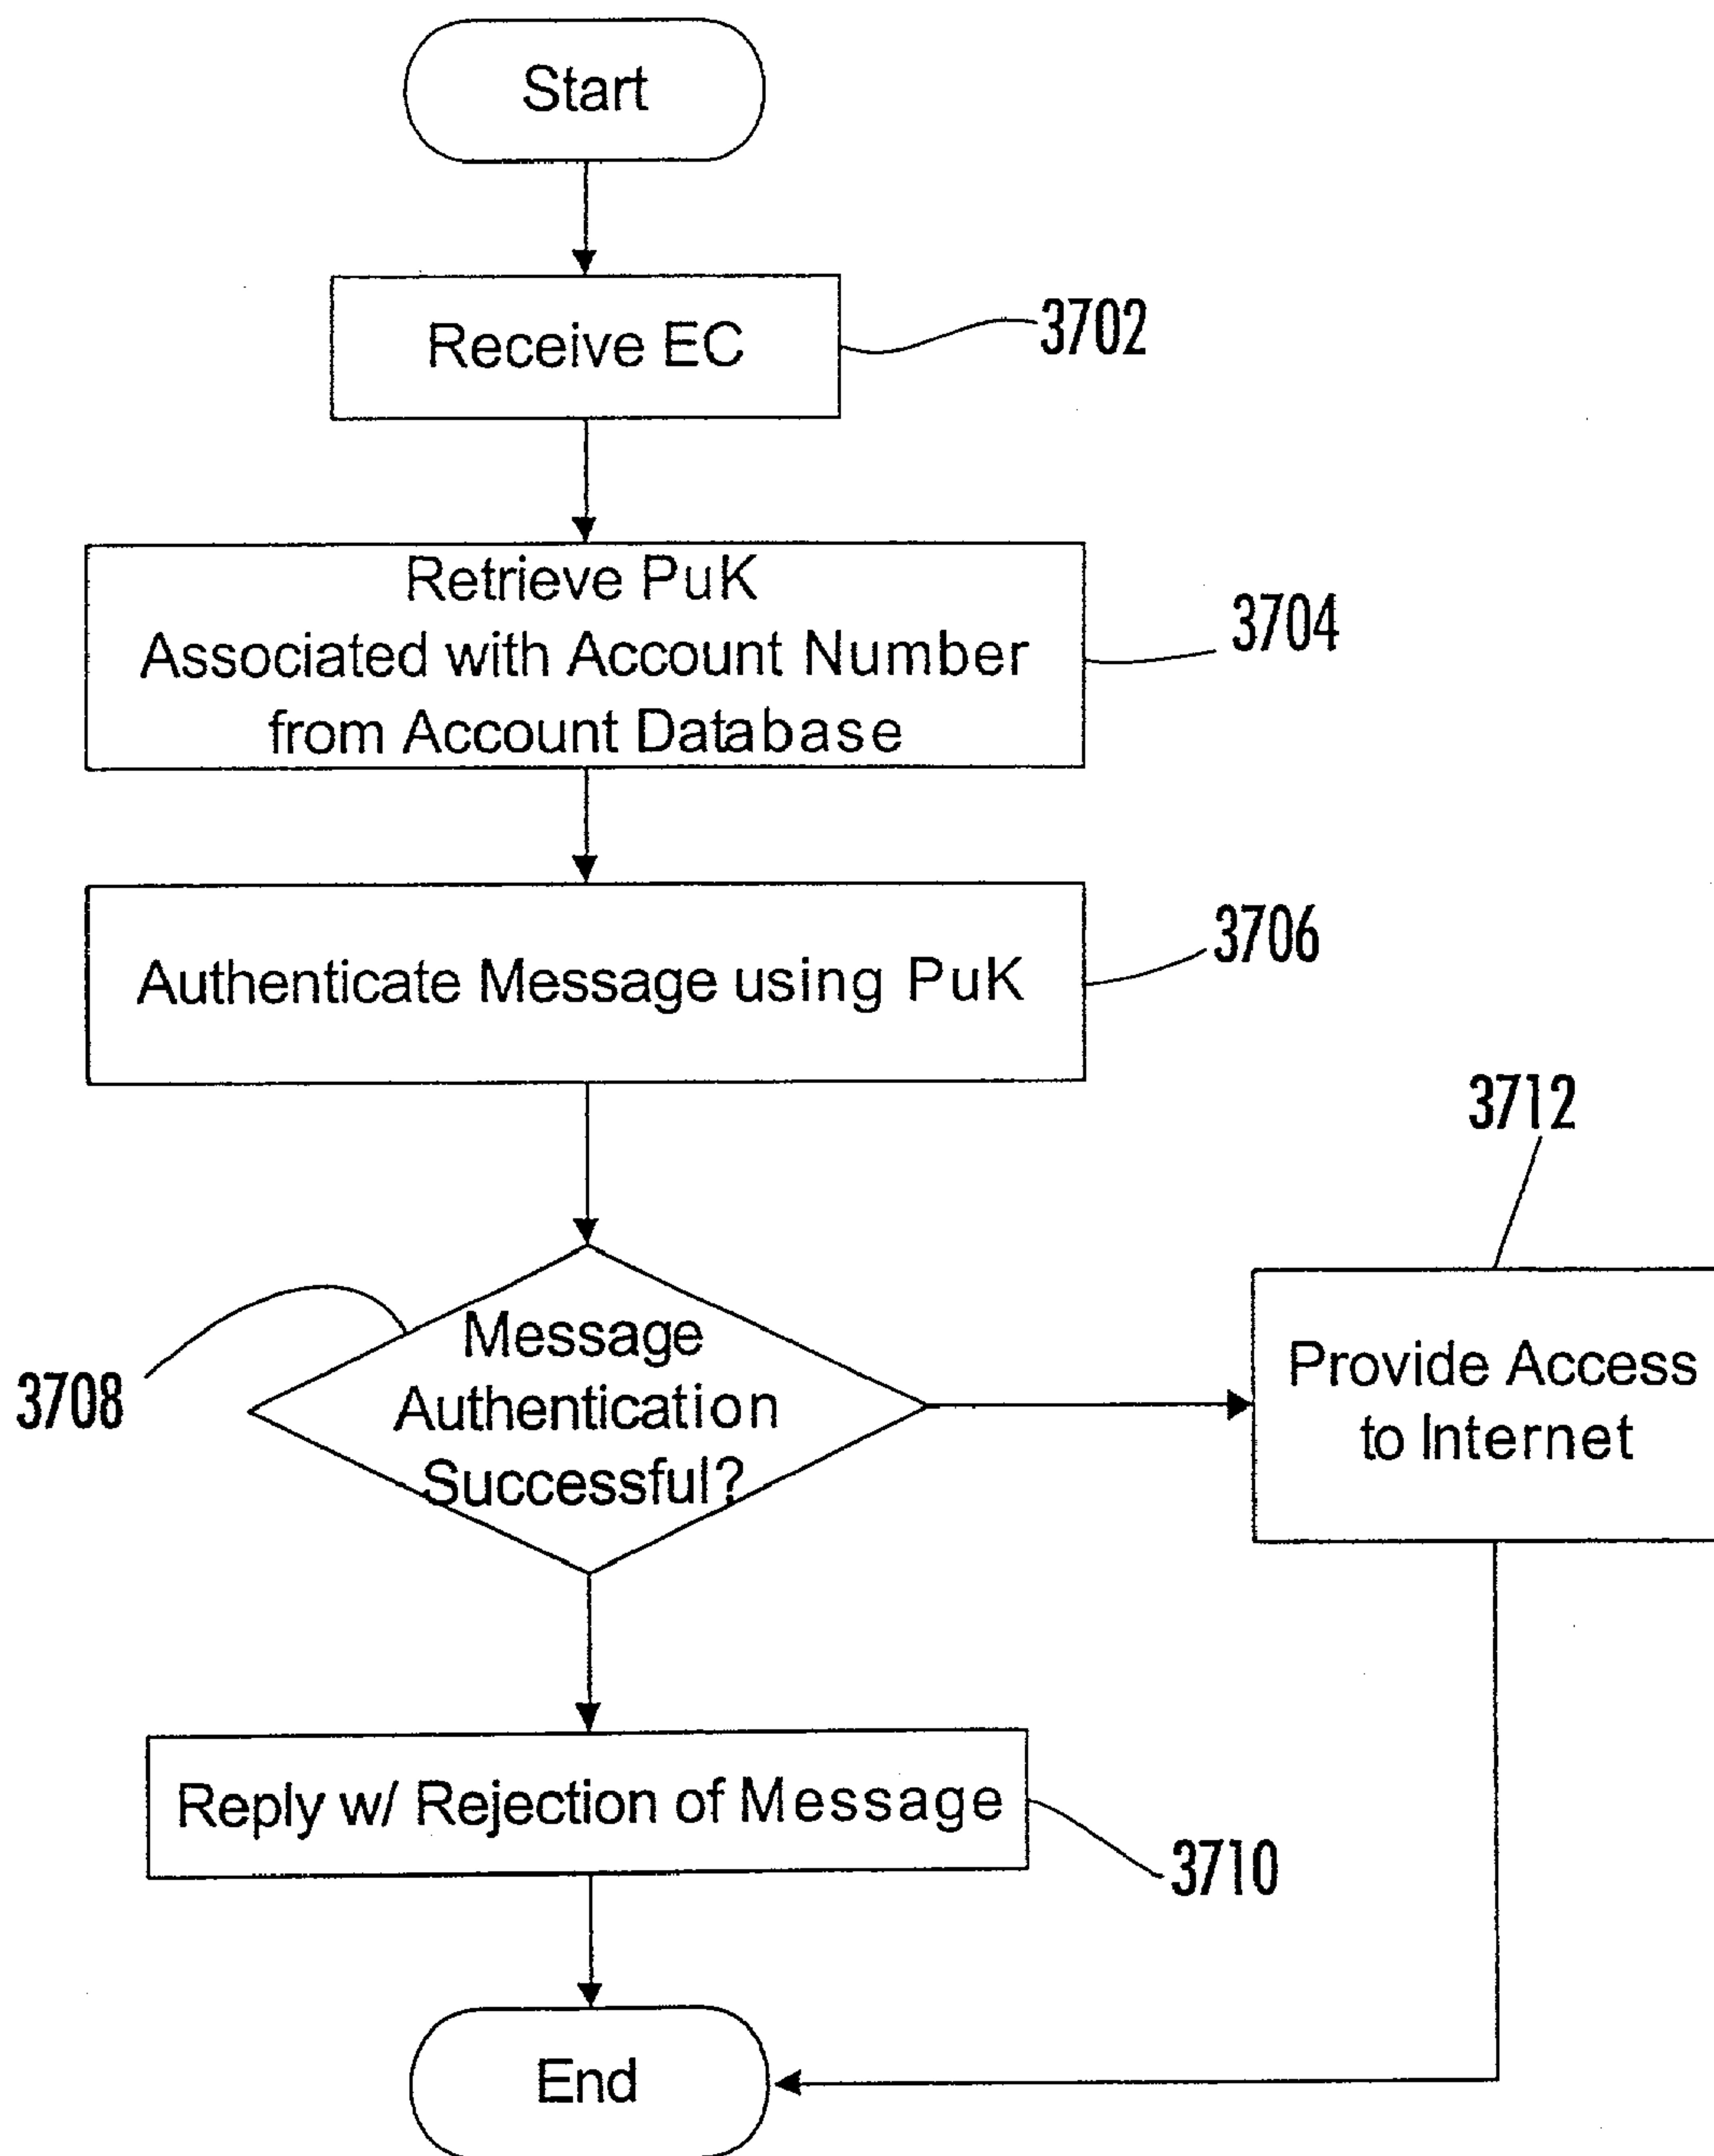 Start
Receive EC
3702
Retrieve PuK
Associated with Account Number
from Account Database
3704
Authenticate Message using PuK
3706
Message
Authentication
Successful?
3708
Provide Access
to Internet
3712
Reply w/ Rejection of Message
3710
End